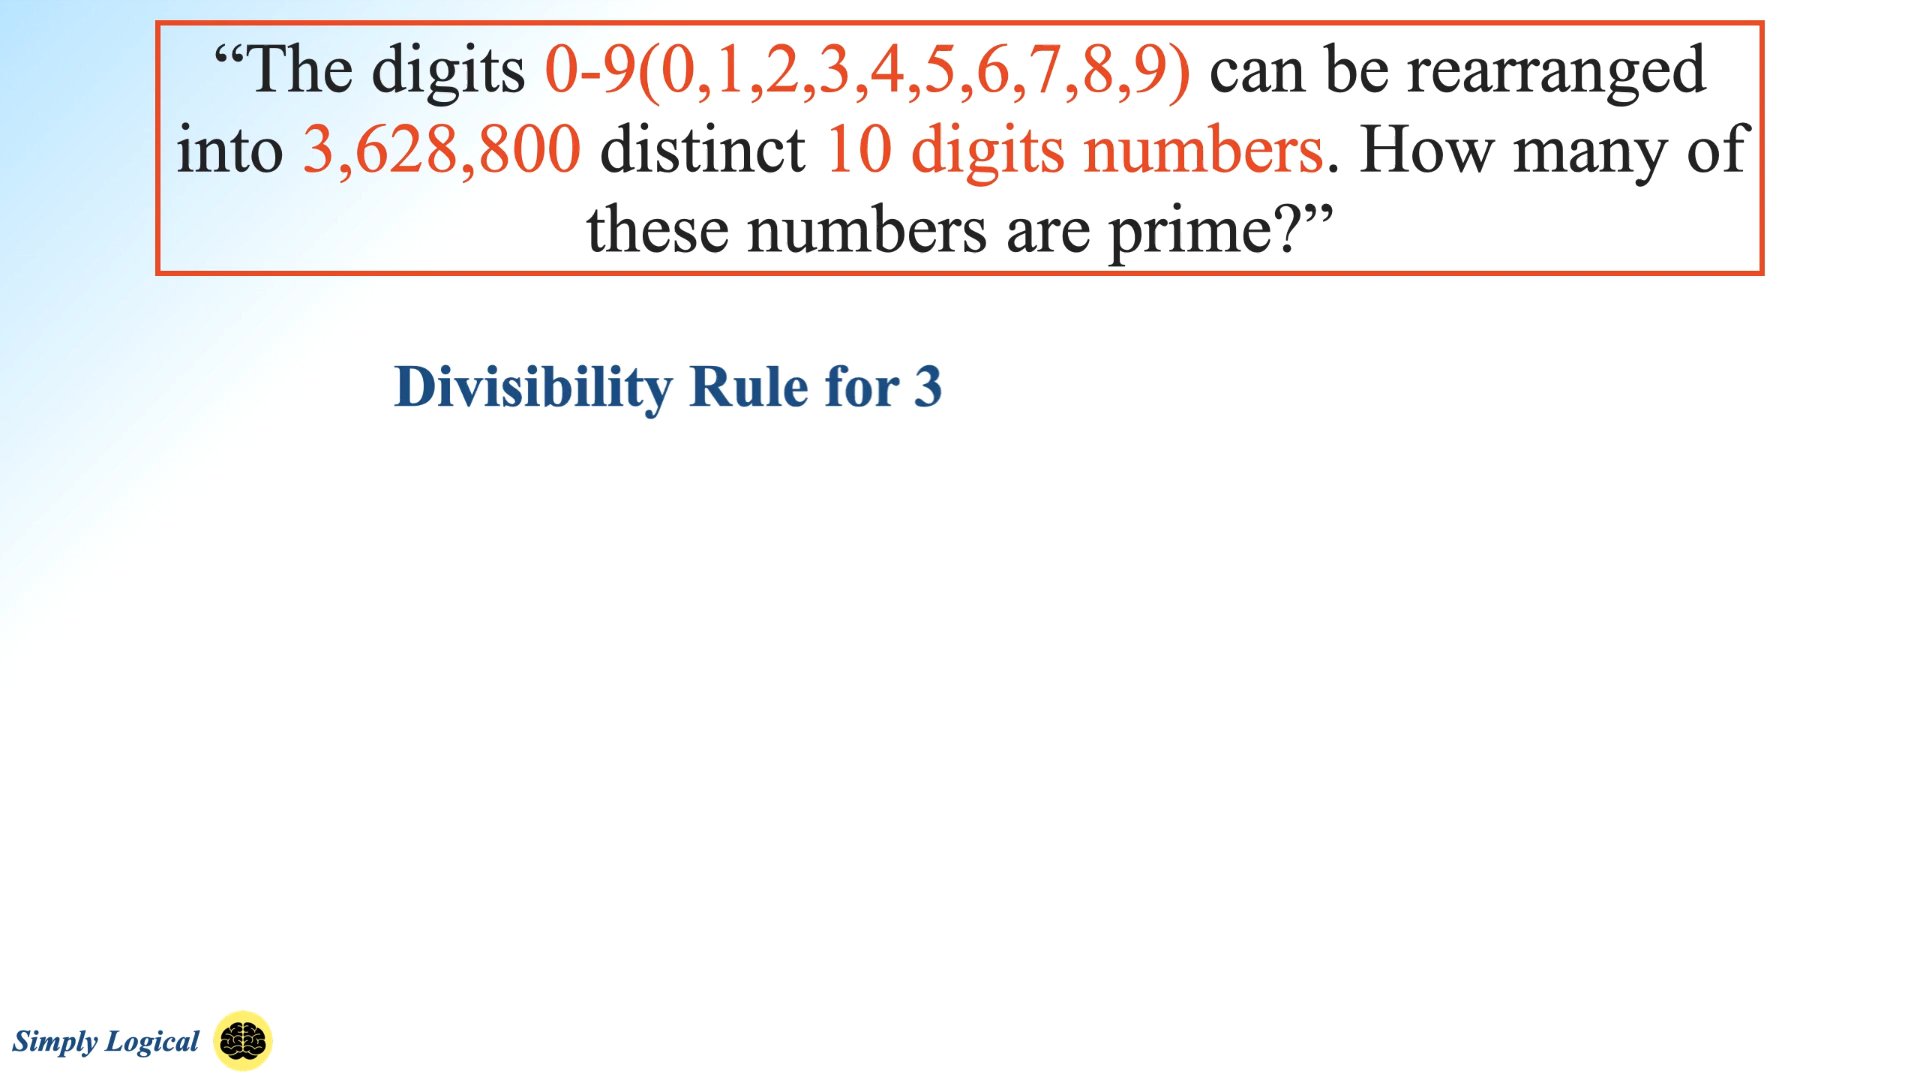 “The digits 0-9(0,1,2,3,4,5,6,7,8,9) can be rearranged
into 3,628,800 distinct 10 digits numbers. How many of
these numbers are prime?”
Divisibility Rule for 3
Simply Logical